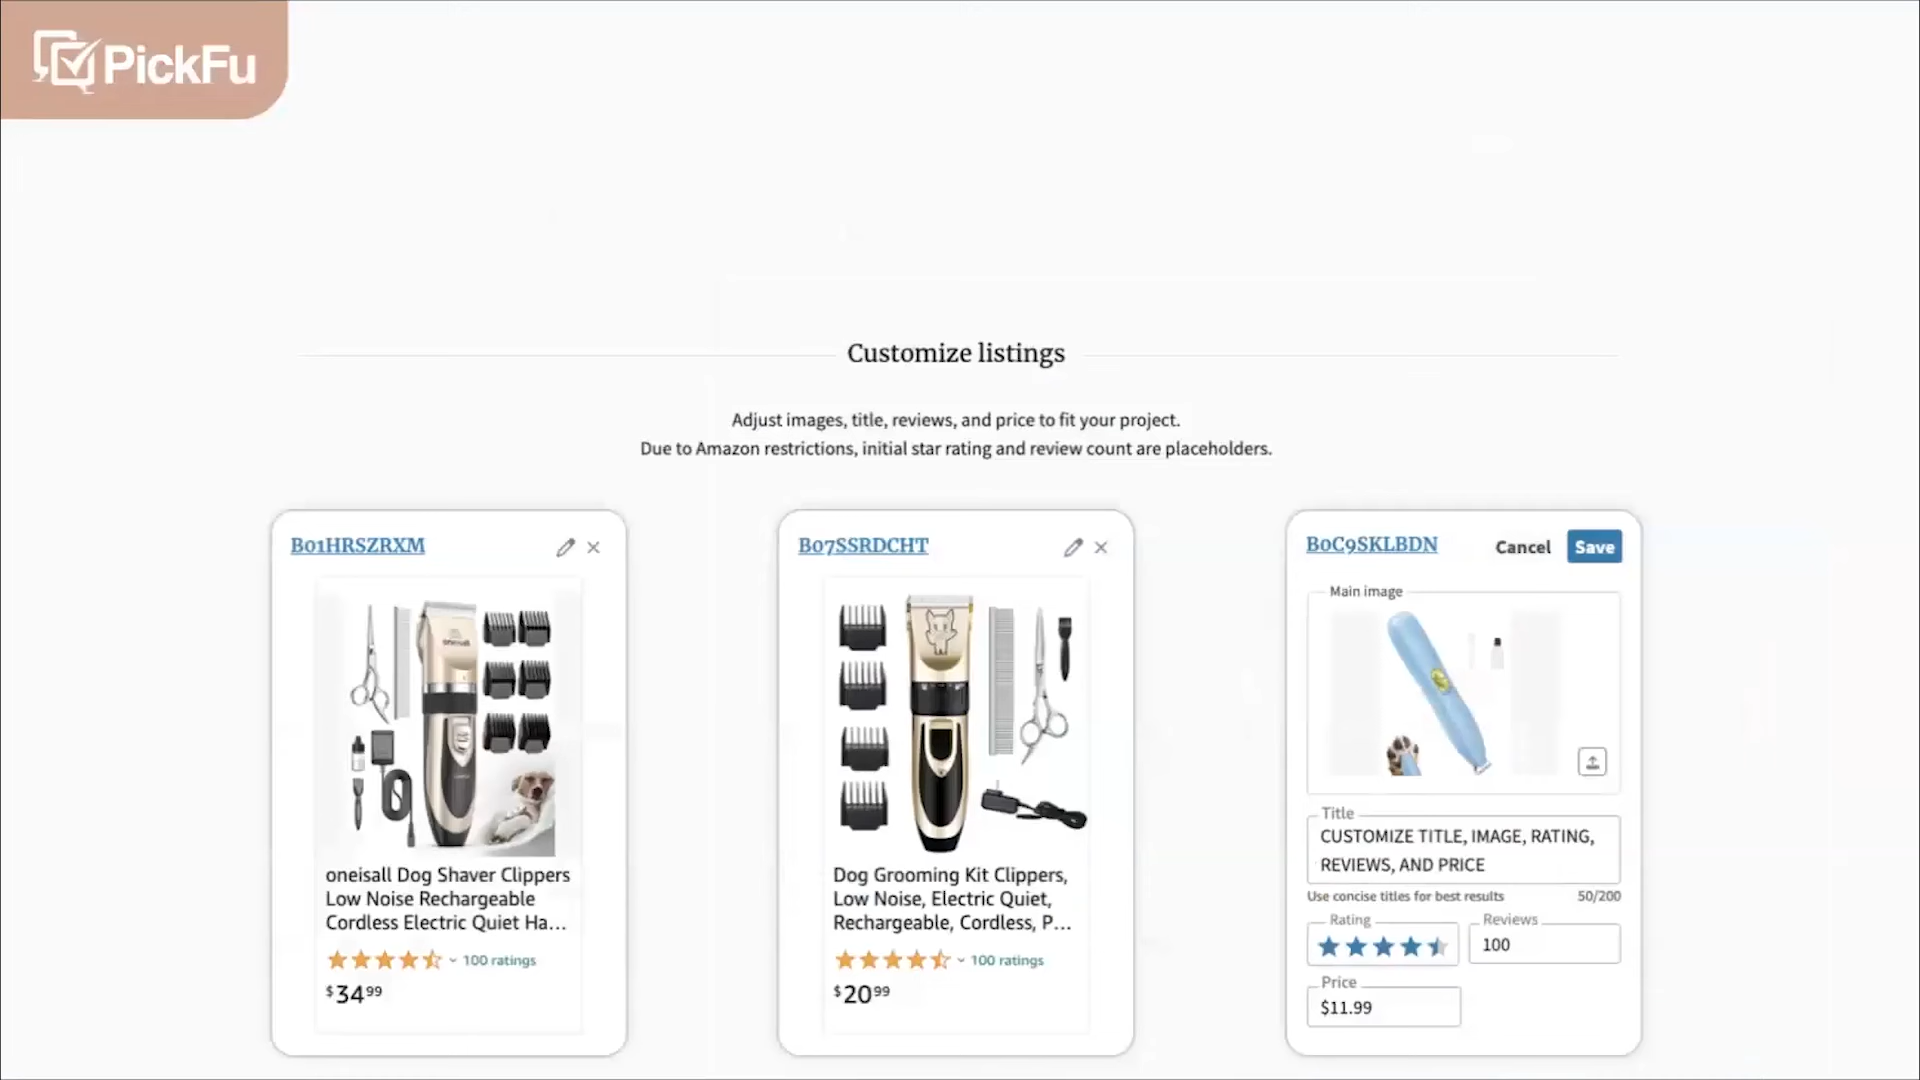 PickFu
Customize listings
Adjust images, title, reviews, and price to fit your project.
Due to Amazon restrictions, initial star rating and review count are placeholders.
B01HRSZRXM
oneisall Dog Shaver Clippers
Low Noise Rechargeable
Cordless Electric Quiet Ha...
100 ratings
$3499
B07SSRDCHT
Dog Grooming Kit Clippers,
Low Noise, Electric Quiet,
Rechargeable, Cordless, P...
100 ratings
$2099
B0C9SKLBDN
Cancel
Save
Main image
Title
CUSTOMIZE TITLE, IMAGE, RATING,
REVIEWS, AND PRICE
Use concise titles for best results
50/200
Rating
Reviews
100
Price
$11.99